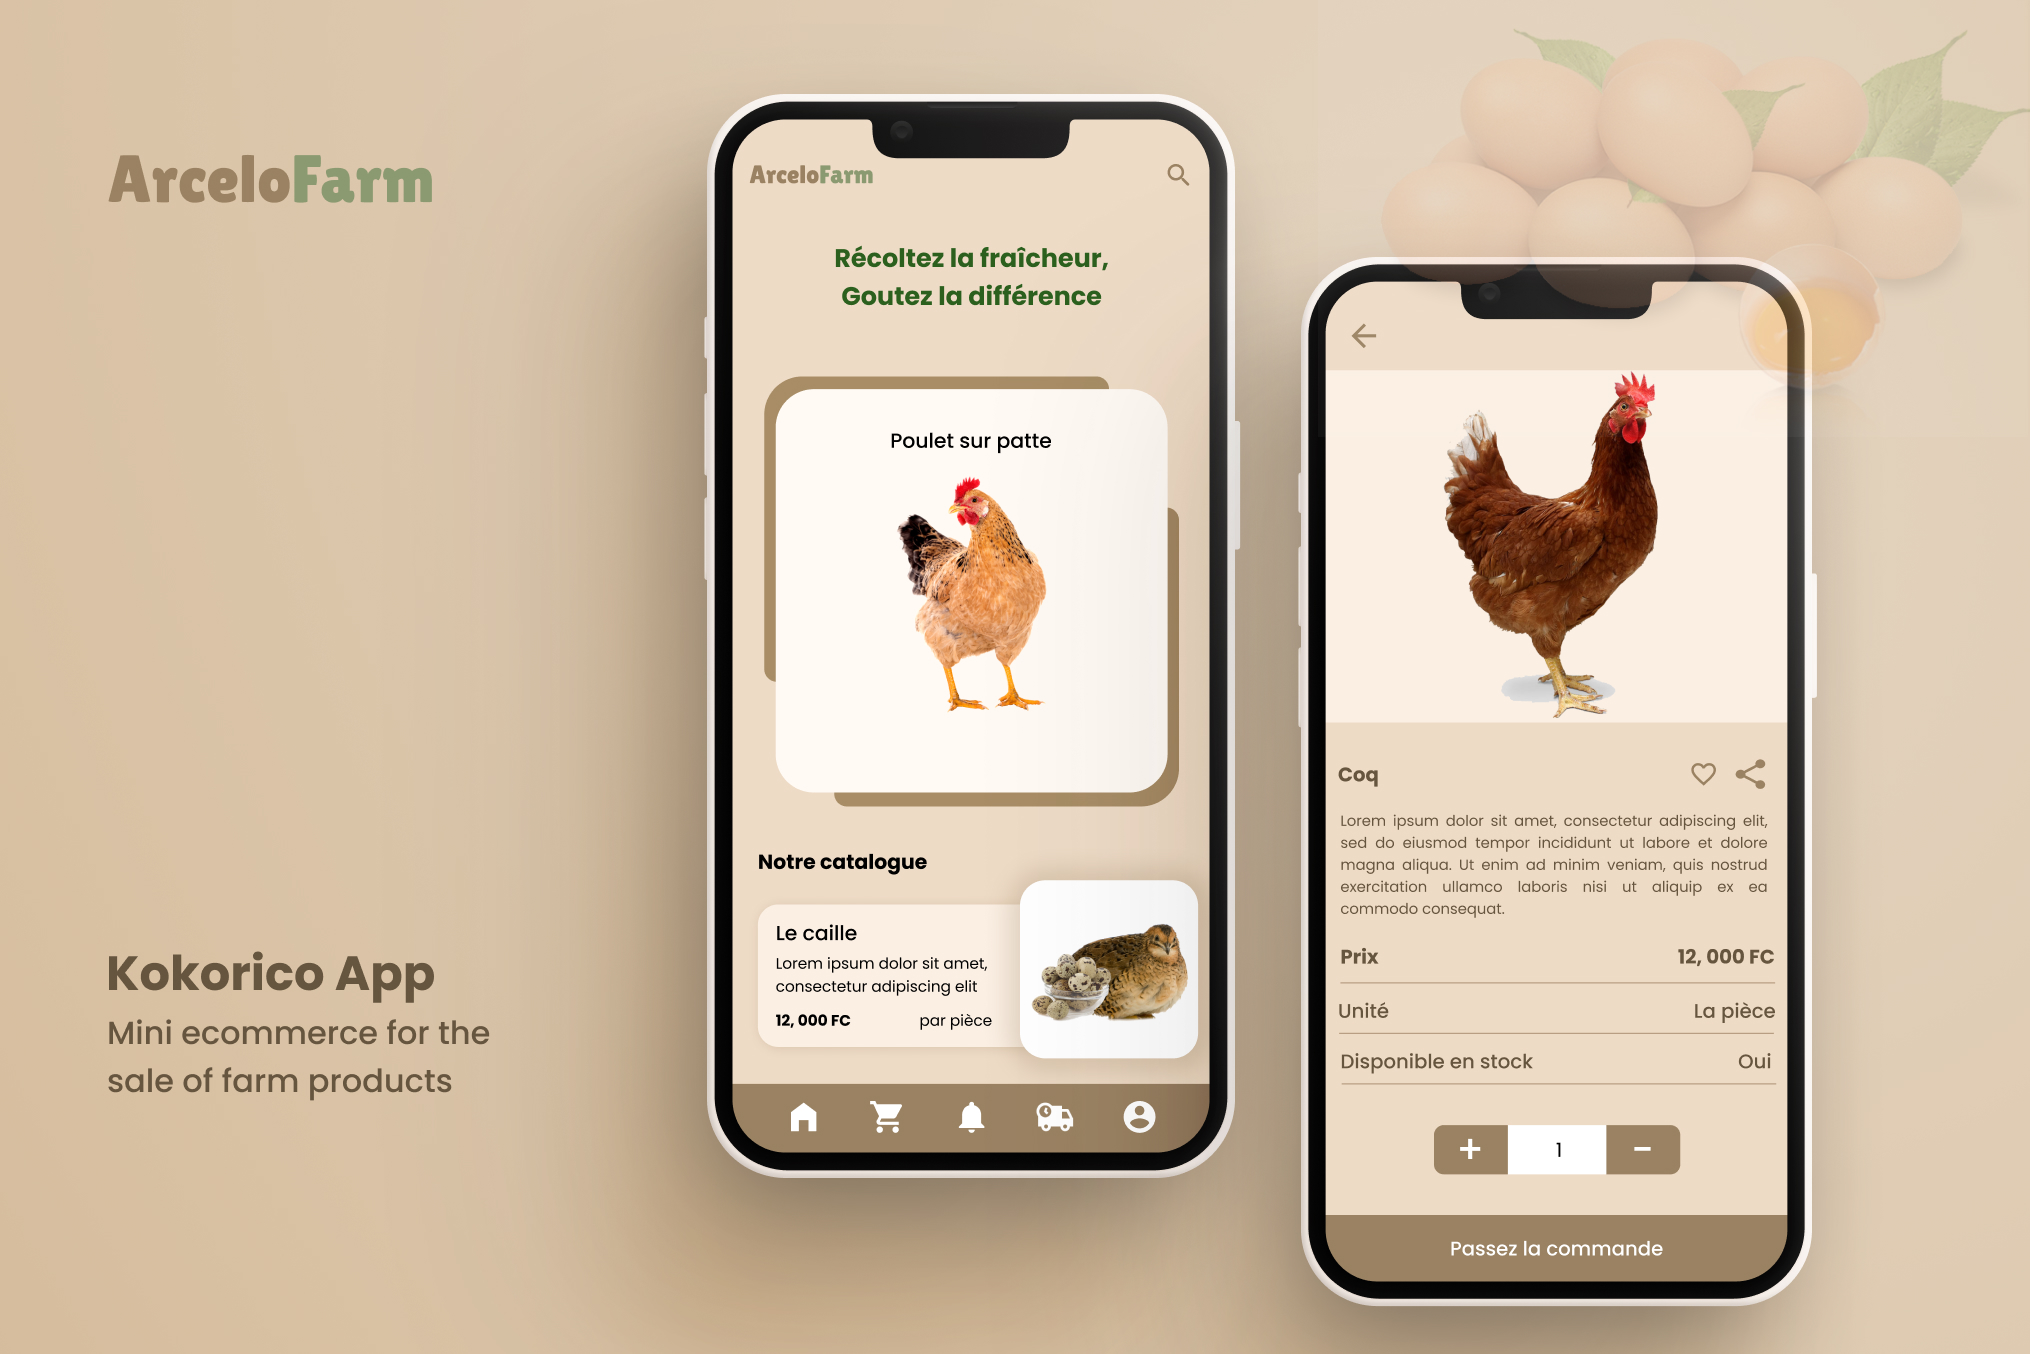 ArceloFarm
Kokorico App
Mini ecommerce for the
sale of farm products
ArceloFarm
Récoltez la fraîcheur,
Goutez la différence
Poulet sur patte
Notre catalogue
Le caille
Lorem ipsum dolor sit amet,
consectetur adipiscing elit
12, 000 FC par pièce
Coq
Lorem ipsum dolor sit amet, consectetur adipiscing elit,
sed do eiusmod tempor incididunt ut labore et dolore
magna aliqua. Ut enim ad minim veniam, quis nostrud
exercitation ullamco laboris nisi ut aliquip ex ea
commodo consequat.
Prix 12, 000 FC
Unité La pièce
Disponible en stock Oui
+ 1 −
Passez la commande